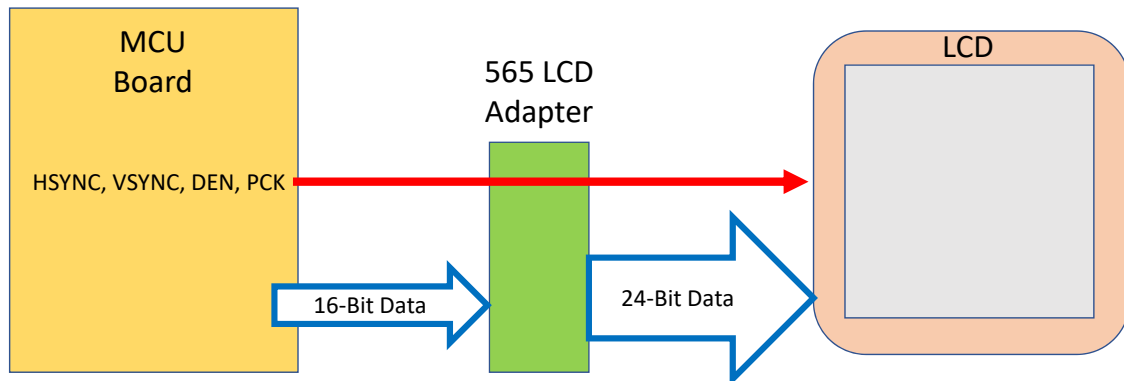 MCU
Board
565 LCD
Adapter
LCD
HSYNC, VSYNC, DEN, PCK
16-Bit Data
24-Bit Data